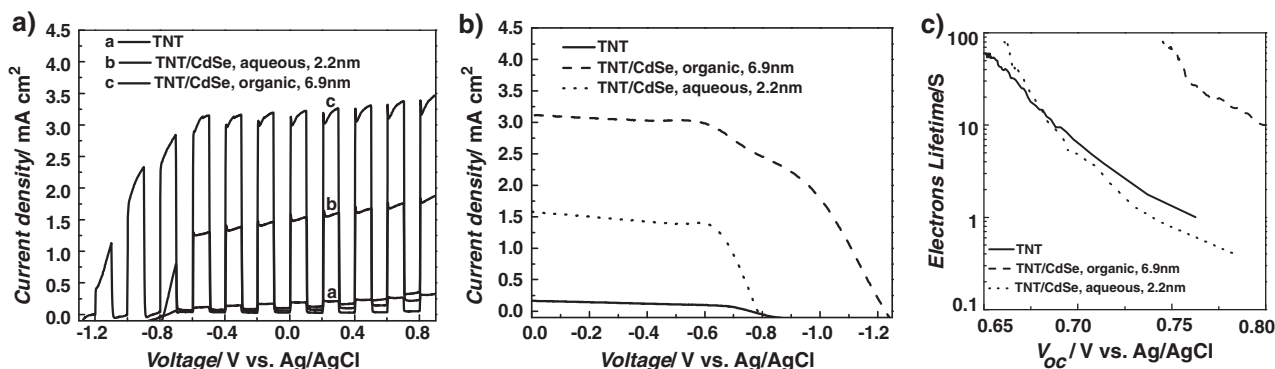 a)
4.5
4.0
3.5
3.0
2.5
2.0
1.5
1.0
0.5
0.0
Current density/ mA cm²
a TNT
b TNT/CdSe, aqueous, 2.2nm
c TNT/CdSe, organic, 6.9nm
c
b
a
-1.2 -0.8 -0.4 0.0 0.4 0.8
Voltage/ V vs. Ag/AgCl
b)
4.5
4.0
3.5
3.0
2.5
2.0
1.5
1.0
0.5
0.0
Current density/ mA cm²
TNT
TNT/CdSe, organic, 6.9nm
TNT/CdSe, aqueous, 2.2nm
0.0 -0.2 -0.4 -0.6 -0.8 -1.0 -1.2
Voltage/ V vs. Ag/AgCl
c)
100
10
1
0.1
Electrons Lifetime/S
TNT
TNT/CdSe, organic, 6.9nm
TNT/CdSe, aqueous, 2.2nm
0.65 0.70 0.75 0.80
Voc / V vs. Ag/AgCl